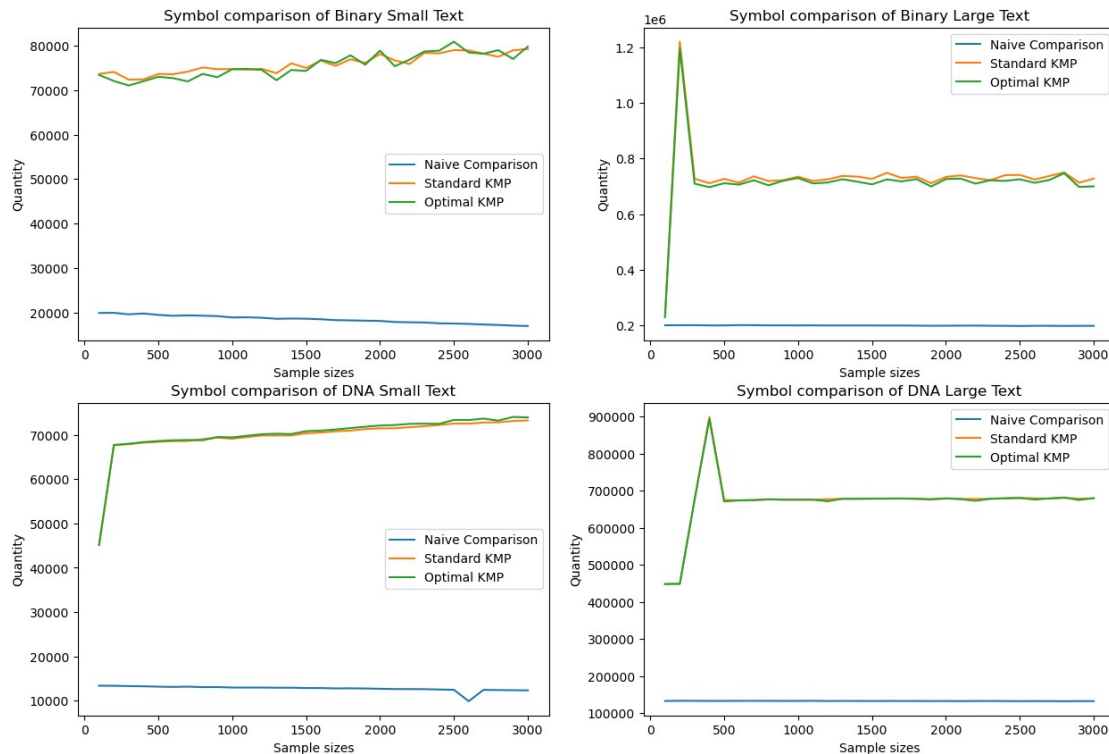 Symbol comparison of Binary Small Text
80000
70000
60000
50000
40000
30000
20000
Quantity
Naive Comparison
Standard KMP
Optimal KMP
0 500 1000 1500 2000 2500 3000
Sample sizes
Symbol comparison of Binary Large Text
1e6
1.2
1.0
0.8
0.6
0.4
0.2
Quantity
Naive Comparison
Standard KMP
Optimal KMP
0 500 1000 1500 2000 2500 3000
Sample sizes
Symbol comparison of DNA Small Text
70000
60000
50000
40000
30000
20000
10000
Quantity
Naive Comparison
Standard KMP
Optimal KMP
0 500 1000 1500 2000 2500 3000
Sample sizes
Symbol comparison of DNA Large Text
900000
800000
700000
600000
500000
400000
300000
200000
100000
Quantity
Naive Comparison
Standard KMP
Optimal KMP
0 500 1000 1500 2000 2500 3000
Sample sizes